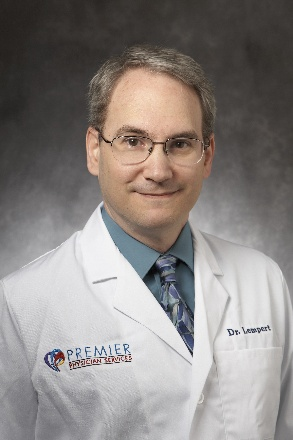 Dr. Lempert
PREMIER
PHYSICIAN SERVICES